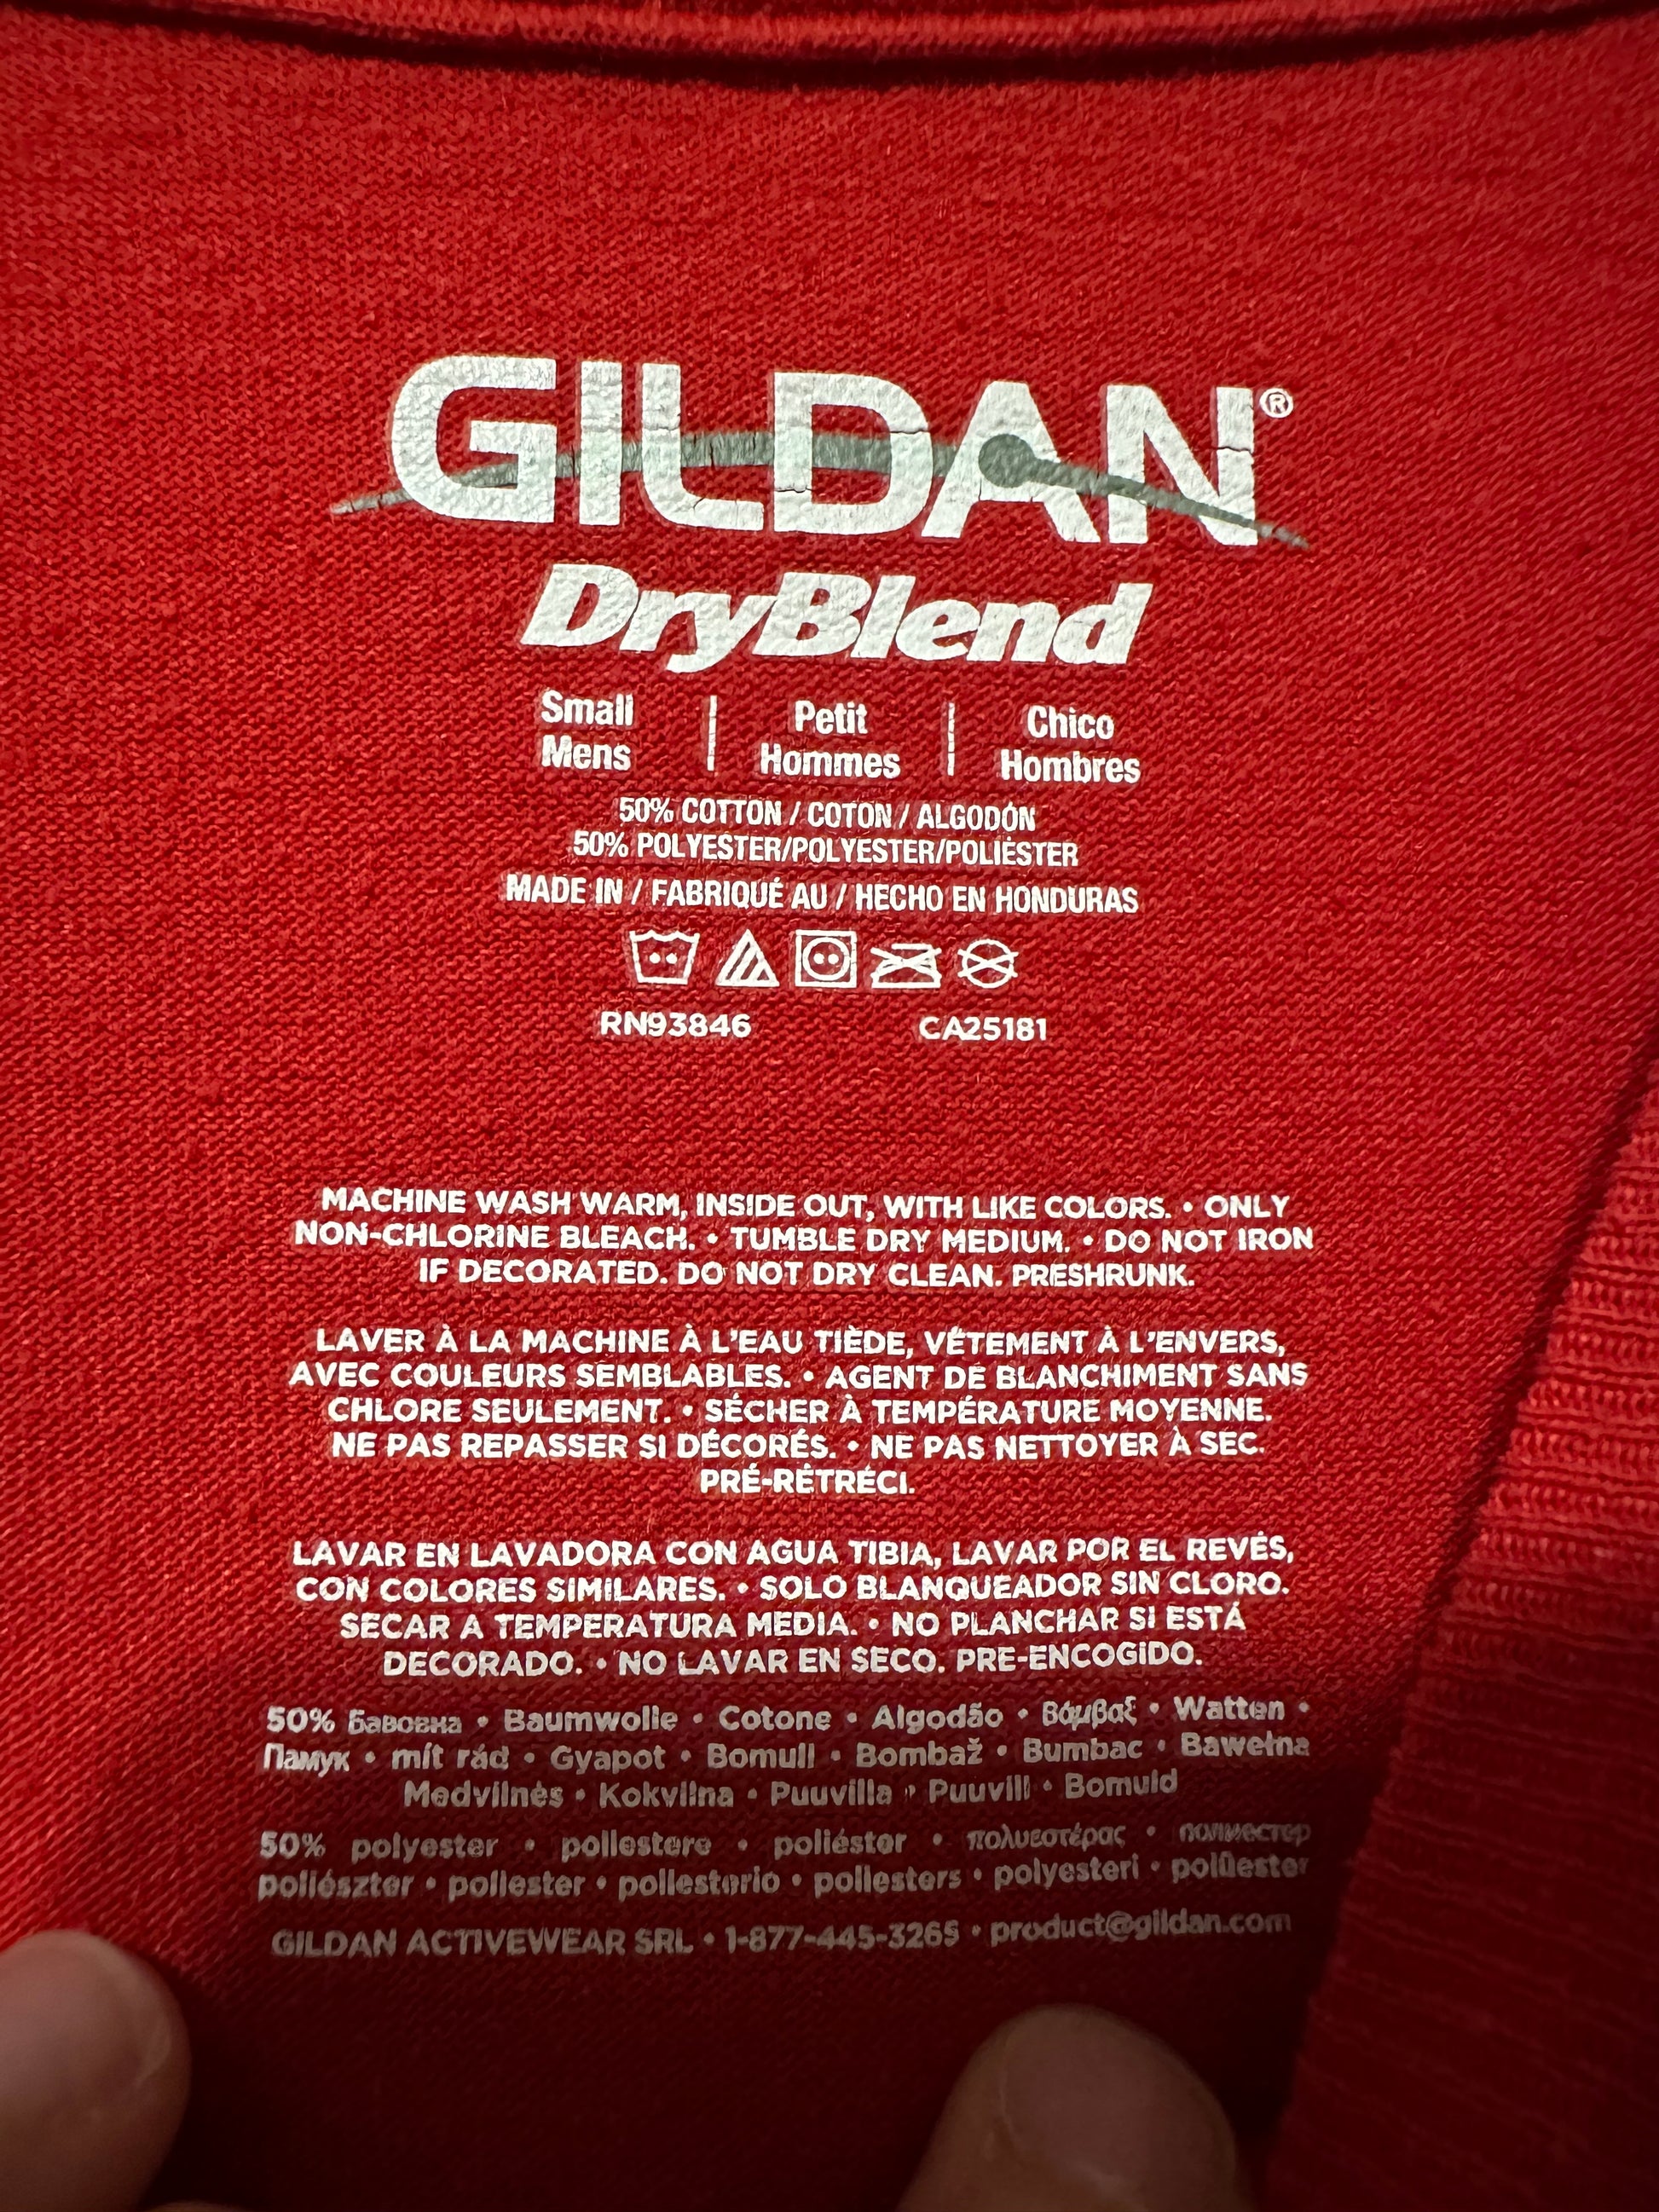 GILDAN®
DryBlend
Small | Petit | Chico
Mens | Hommes | Hombres
50% COTTON / COTON / ALGODÓN
50% POLYESTER/POLYESTER/POLIÉSTER
MADE IN / FABRIQUÉ AU / HECHO EN HONDURAS
RN93846 CA25181
MACHINE WASH WARM, INSIDE OUT, WITH LIKE COLORS. • ONLY
NON-CHLORINE BLEACH. • TUMBLE DRY MEDIUM. • DO NOT IRON
IF DECORATED. DO NOT DRY CLEAN. PRESHRUNK.
LAVER À LA MACHINE À L'EAU TIÈDE, VÊTEMENT À L'ENVERS,
AVEC COULEURS SEMBLABLES. • AGENT DE BLANCHIMENT SANS
CHLORE SEULEMENT. • SÉCHER À TEMPÉRATURE MOYENNE.
NE PAS REPASSER SI DÉCORÉS. • NE PAS NETTOYER À SEC.
PRÉ-RÉTRÉCI.
LAVAR EN LAVADORA CON AGUA TIBIA, LAVAR POR EL REVÉS,
CON COLORES SIMILARES. • SOLO BLANQUEADOR SIN CLORO.
SECAR A TEMPERATURA MEDIA. • NO PLANCHAR SI ESTÁ
DECORADO. • NO LAVAR EN SECO. PRE-ENCOGIDO.
50% Бавовна • Baumwolle • Cotone • Algodão • Βάμβαξ • Watten •
Памук • mít rád • Gyapot • Bomull • Bombaž • Bumbac • Bawełna
Medvilnės • Kokvilna • Puuvilla • Puuvill • Bomuld
50% polyester • poliestere • poliéster • πολυεστέρας • полиестер
poliészter • poliester • poliesterio • poliesters • polyesteri • polüester
GILDAN ACTIVEWEAR SRL • 1-877-445-3265 • product@gildan.com